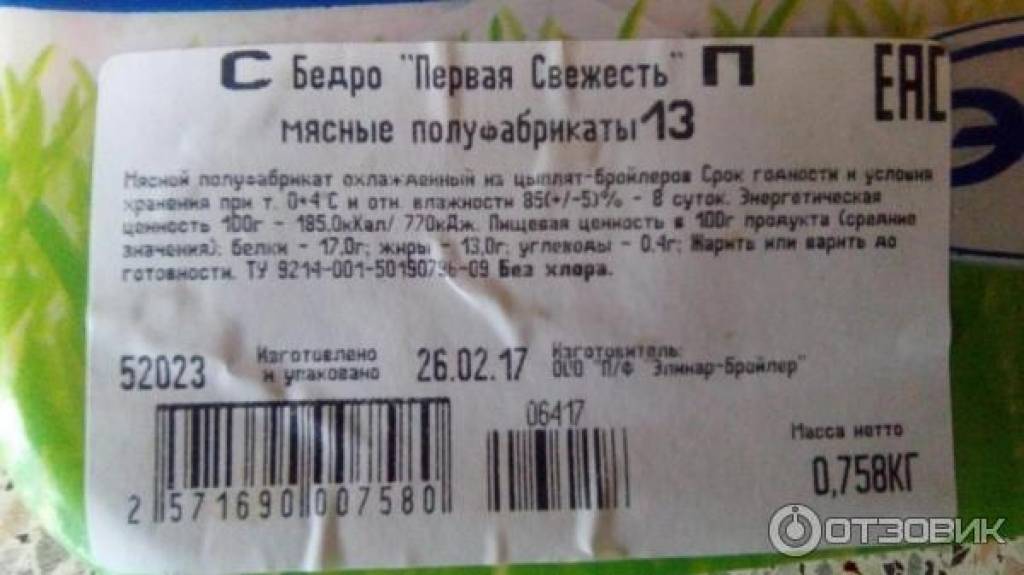 С Бедро "Первая Свежесть" П
мясные полуфабрикаты 13
EAC
Мясной полуфабрикат охлажденный из цыплят-бройлеров Срок годности и условия
хранения при т. 0+4°С и отн. влажности 85(+/-5)% - 8 суток. Энергетическая
ценность 100г - 185.0кКал/ 770кДж. Пищевая ценность в 100г продукта (средние
значения): белки - 17,0г; жиры - 13,0г; углеводы - 0.4г; Жарить или варить до
готовности. ТУ 9214-001-50190796-09 Без хлора.
52023
Изготовлено
и упаковано
26.02.17
Изготовитель:
ООО "П/Ф "Элинар-Бройлер"
06417
2 571690 007580
Масса нетто
0,758КГ
Э
ОТЗОВИК